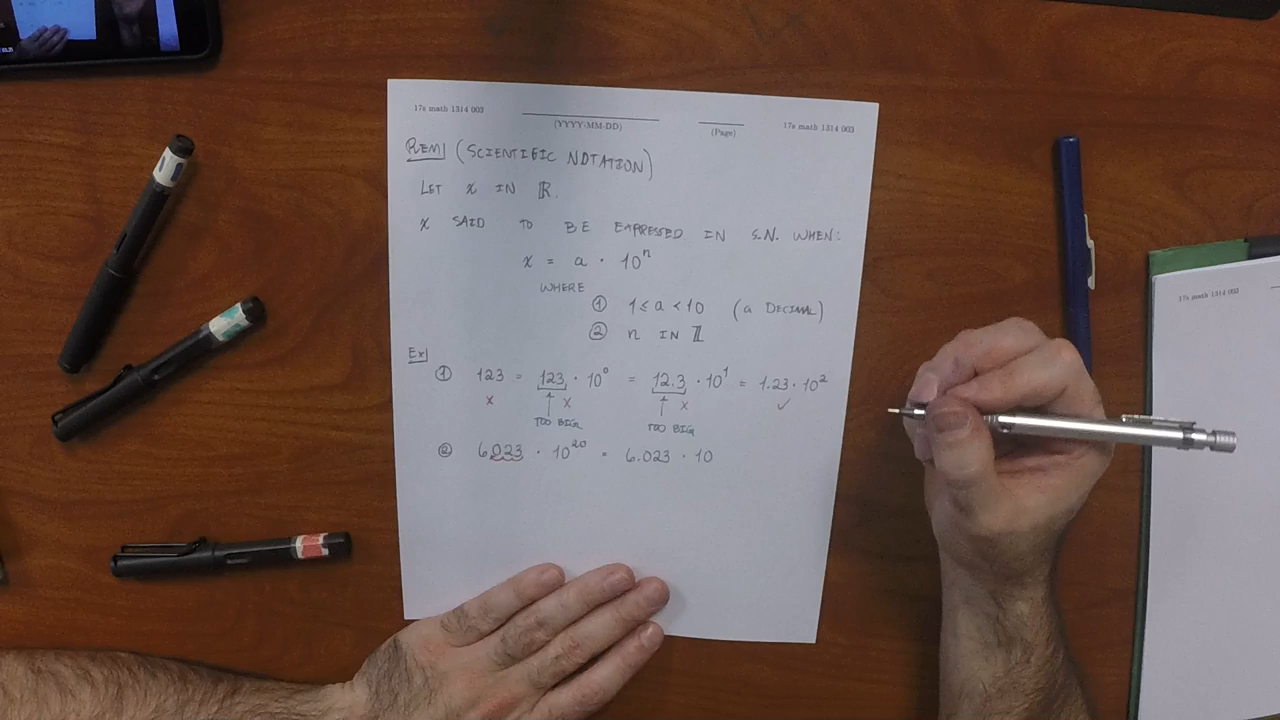 17s math 1314 003
(YYYY-MM-DD)
(Page)
17s math 1314 003
REM (SCIENTIFIC NOTATION)
LET x IN ℝ.
x SAID TO BE EXPRESSED IN S.N. WHEN:
x = a · 10ⁿ
WHERE
① 1 ≤ a < 10 (a DECIMAL)
② n IN ℤ
Ex
① 123 = 123 · 10⁰ = 12.3 · 10¹ = 1.23 · 10²
x x x ✓
TOO BIG TOO BIG
② 6023 · 10²⁰ = 6.023 · 10
17s math 1314 003